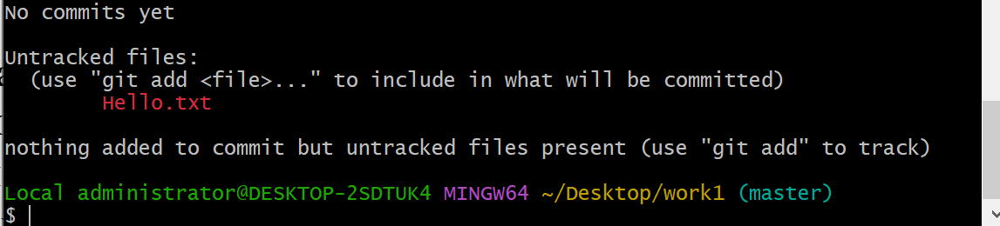 No commits yet
Untracked files:
(use "git add <file>..." to include in what will be committed)
Hello.txt
nothing added to commit but untracked files present (use "git add" to track)
Local administrator@DESKTOP-2SDTUK4 MINGW64 ~/Desktop/work1 (master)
$